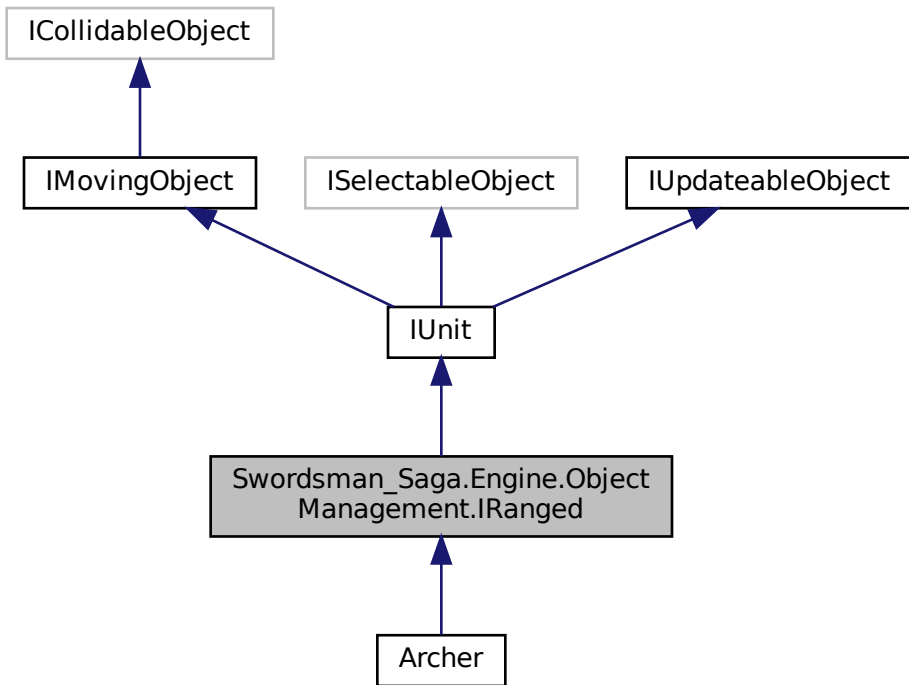 ICollidableObject
IMovingObject
ISelectableObject
IUpdateableObject
IUnit
Swordsman_Saga.Engine.Object
Management.IRanged
Archer